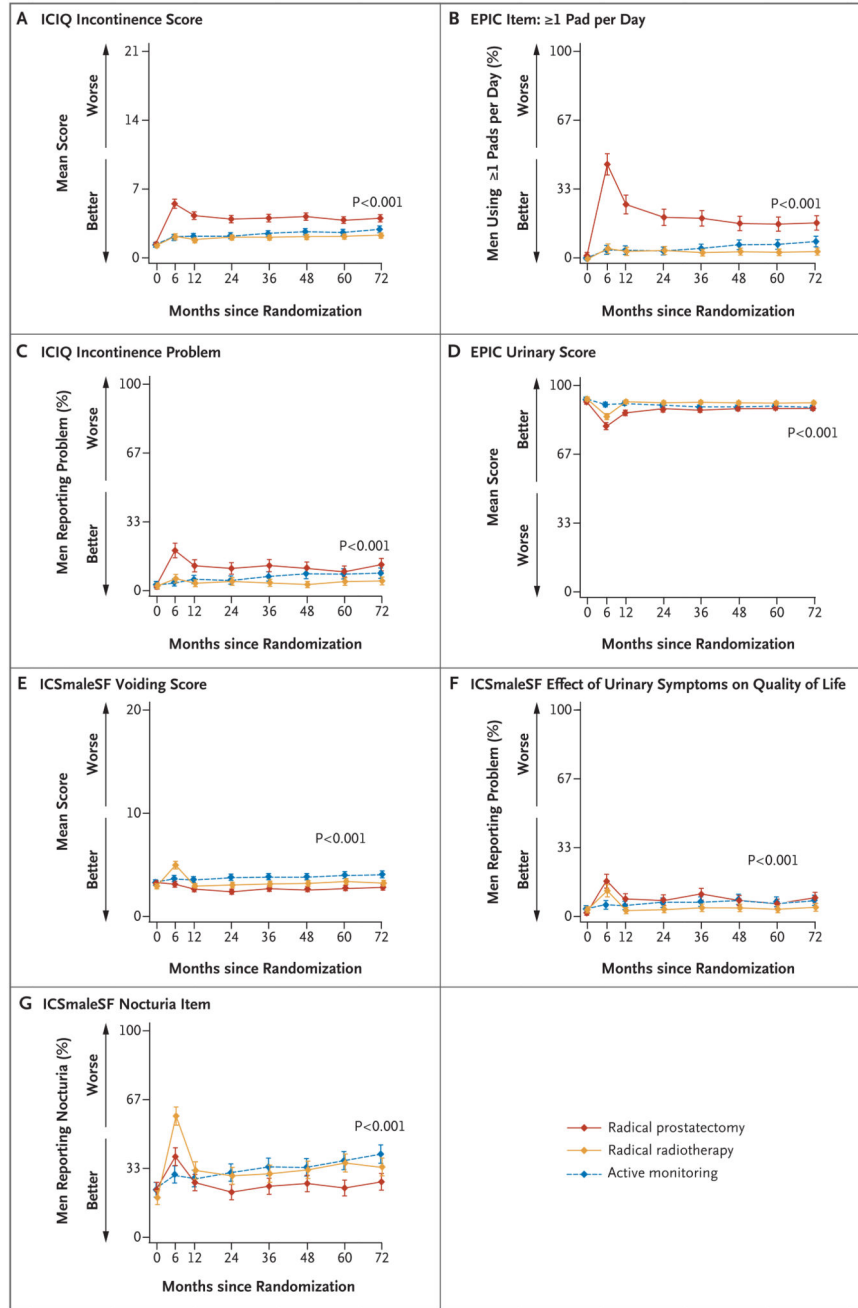 A ICIQ Incontinence Score
Worse
Better
Mean Score
21
14
7
0
P<0.001
0 6 12 24 36 48 60 72
Months since Randomization
B EPIC Item: ≥1 Pad per Day
Men Using ≥1 Pads per Day (%)
Worse
Better
100
67
33
0
P<0.001
0 6 12 24 36 48 60 72
Months since Randomization
C ICIQ Incontinence Problem
Men Reporting Problem (%)
Worse
Better
100
67
33
0
P<0.001
0 6 12 24 36 48 60 72
Months since Randomization
D EPIC Urinary Score
Mean Score
Better
Worse
100
67
33
0
P<0.001
0 6 12 24 36 48 60 72
Months since Randomization
E ICSmaleSF Voiding Score
Mean Score
Worse
Better
20
10
0
P<0.001
0 6 12 24 36 48 60 72
Months since Randomization
F ICSmaleSF Effect of Urinary Symptoms on Quality of Life
Men Reporting Problem (%)
Worse
Better
100
67
33
0
P<0.001
0 6 12 24 36 48 60 72
Months since Randomization
G ICSmaleSF Nocturia Item
Men Reporting Nocturia (%)
Worse
Better
100
67
33
0
P<0.001
0 6 12 24 36 48 60 72
Months since Randomization
Radical prostatectomy
Radical radiotherapy
Active monitoring